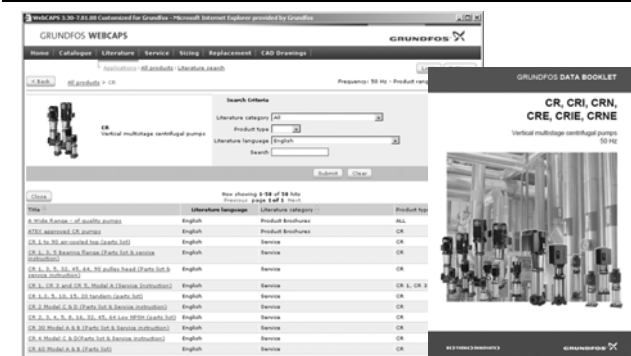 WebCAPS 3.30-7.01.00 Customized for Grundfos - Microsoft Internet Explorer provided by Grundfos
GRUNDFOS WEBCAPS
GRUNDFOS
Home | Catalogue | Literature | Service | Sizing | Replacement | CAD Drawings
Applications - All products - Literature search
< Back All products > CR
Frequency: 50 Hz - Product rang
CR
Vertical multistage centrifugal pumps
Search Criteria
Literature category All
Product type
Literature language English
Search
Submit Clear
Close
Now showing 1-50 of 50 hits
Previous page 1 of 1 Next
Title Literature language Literature category Product type
A Wide Range - of quality pumps English Product Brochures ALL
ATEX approved CR pumps English Product Brochures CR
CR 1 to 90 air-cooled top (parts list) English Service CR
CR 1, 3, 5 Bearing flange (Parts list & service instruction) English Service CR
CR 1, 3, 5, 32, 45, 64, 90 pulley head (Parts list & service instruction) English Service CR
CR 1, CR 3 and CR 5, Model A (Service instruction) English Service CR 1, CR 3
CR 1,3, 5, 10, 15, 20 tandem (parts list) English Service CR
CR 2 Model C & D (Parts list & Service instruction) English Service CR
CR 2, 3, 4, 5, 8, 16, 32, 45, 64 Low NPSH (parts list) English Service CR
CR 30 Model A & B (Parts list & Service instruction) English Service CR
CR 4 Model C & D(Parts list & Service instruction) English Service CR
CR 60 Model A & B (Parts list) English Service CR
GRUNDFOS DATA BOOKLET
CR, CRI, CRN,
CRE, CRIE, CRNE
Vertical multistage centrifugal pumps
50 Hz
BE > THINK > INNOVATE >
GRUNDFOS